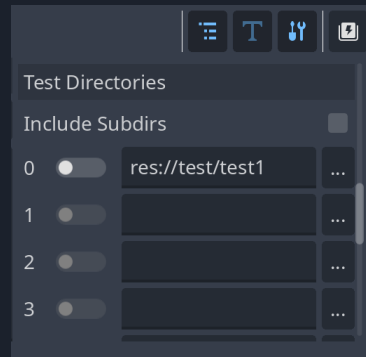 T
Test Directories
Include Subdirs
0 res://test/test1 ...
1 ...
2 ...
3 ...